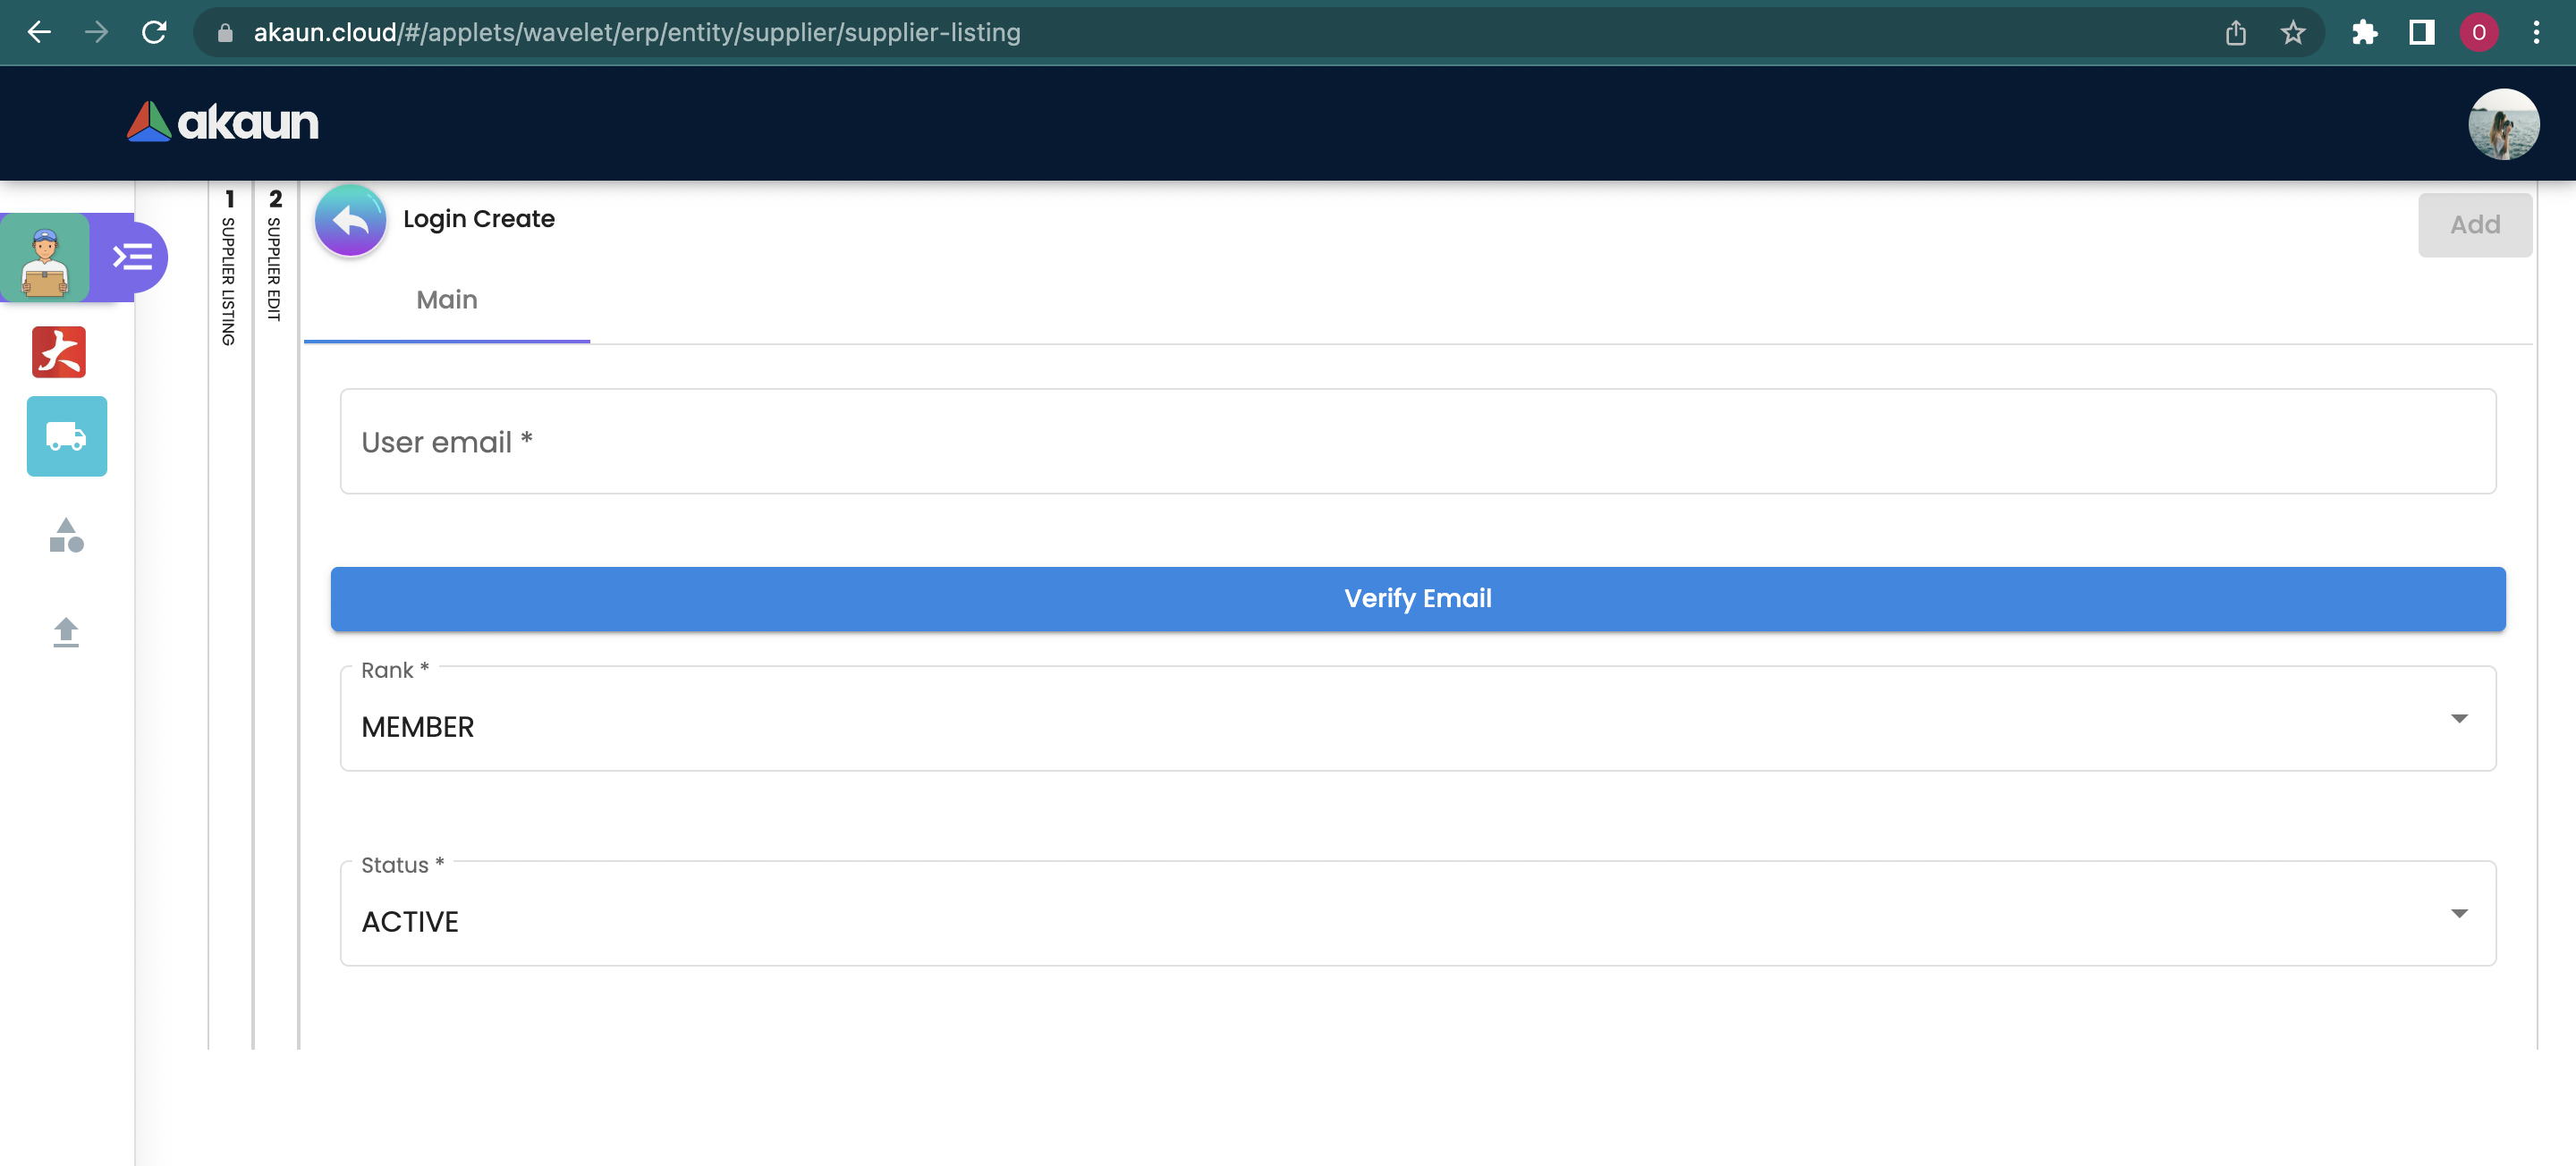 akaun.cloud/#/applets/wavelet/erp/entity/supplier/supplier-listing
O
akaun
1
SUPPLIER LISTING
2
SUPPLIER EDIT
Login Create
Add
Main
User email *
Verify Email
Rank *
MEMBER
Status *
ACTIVE